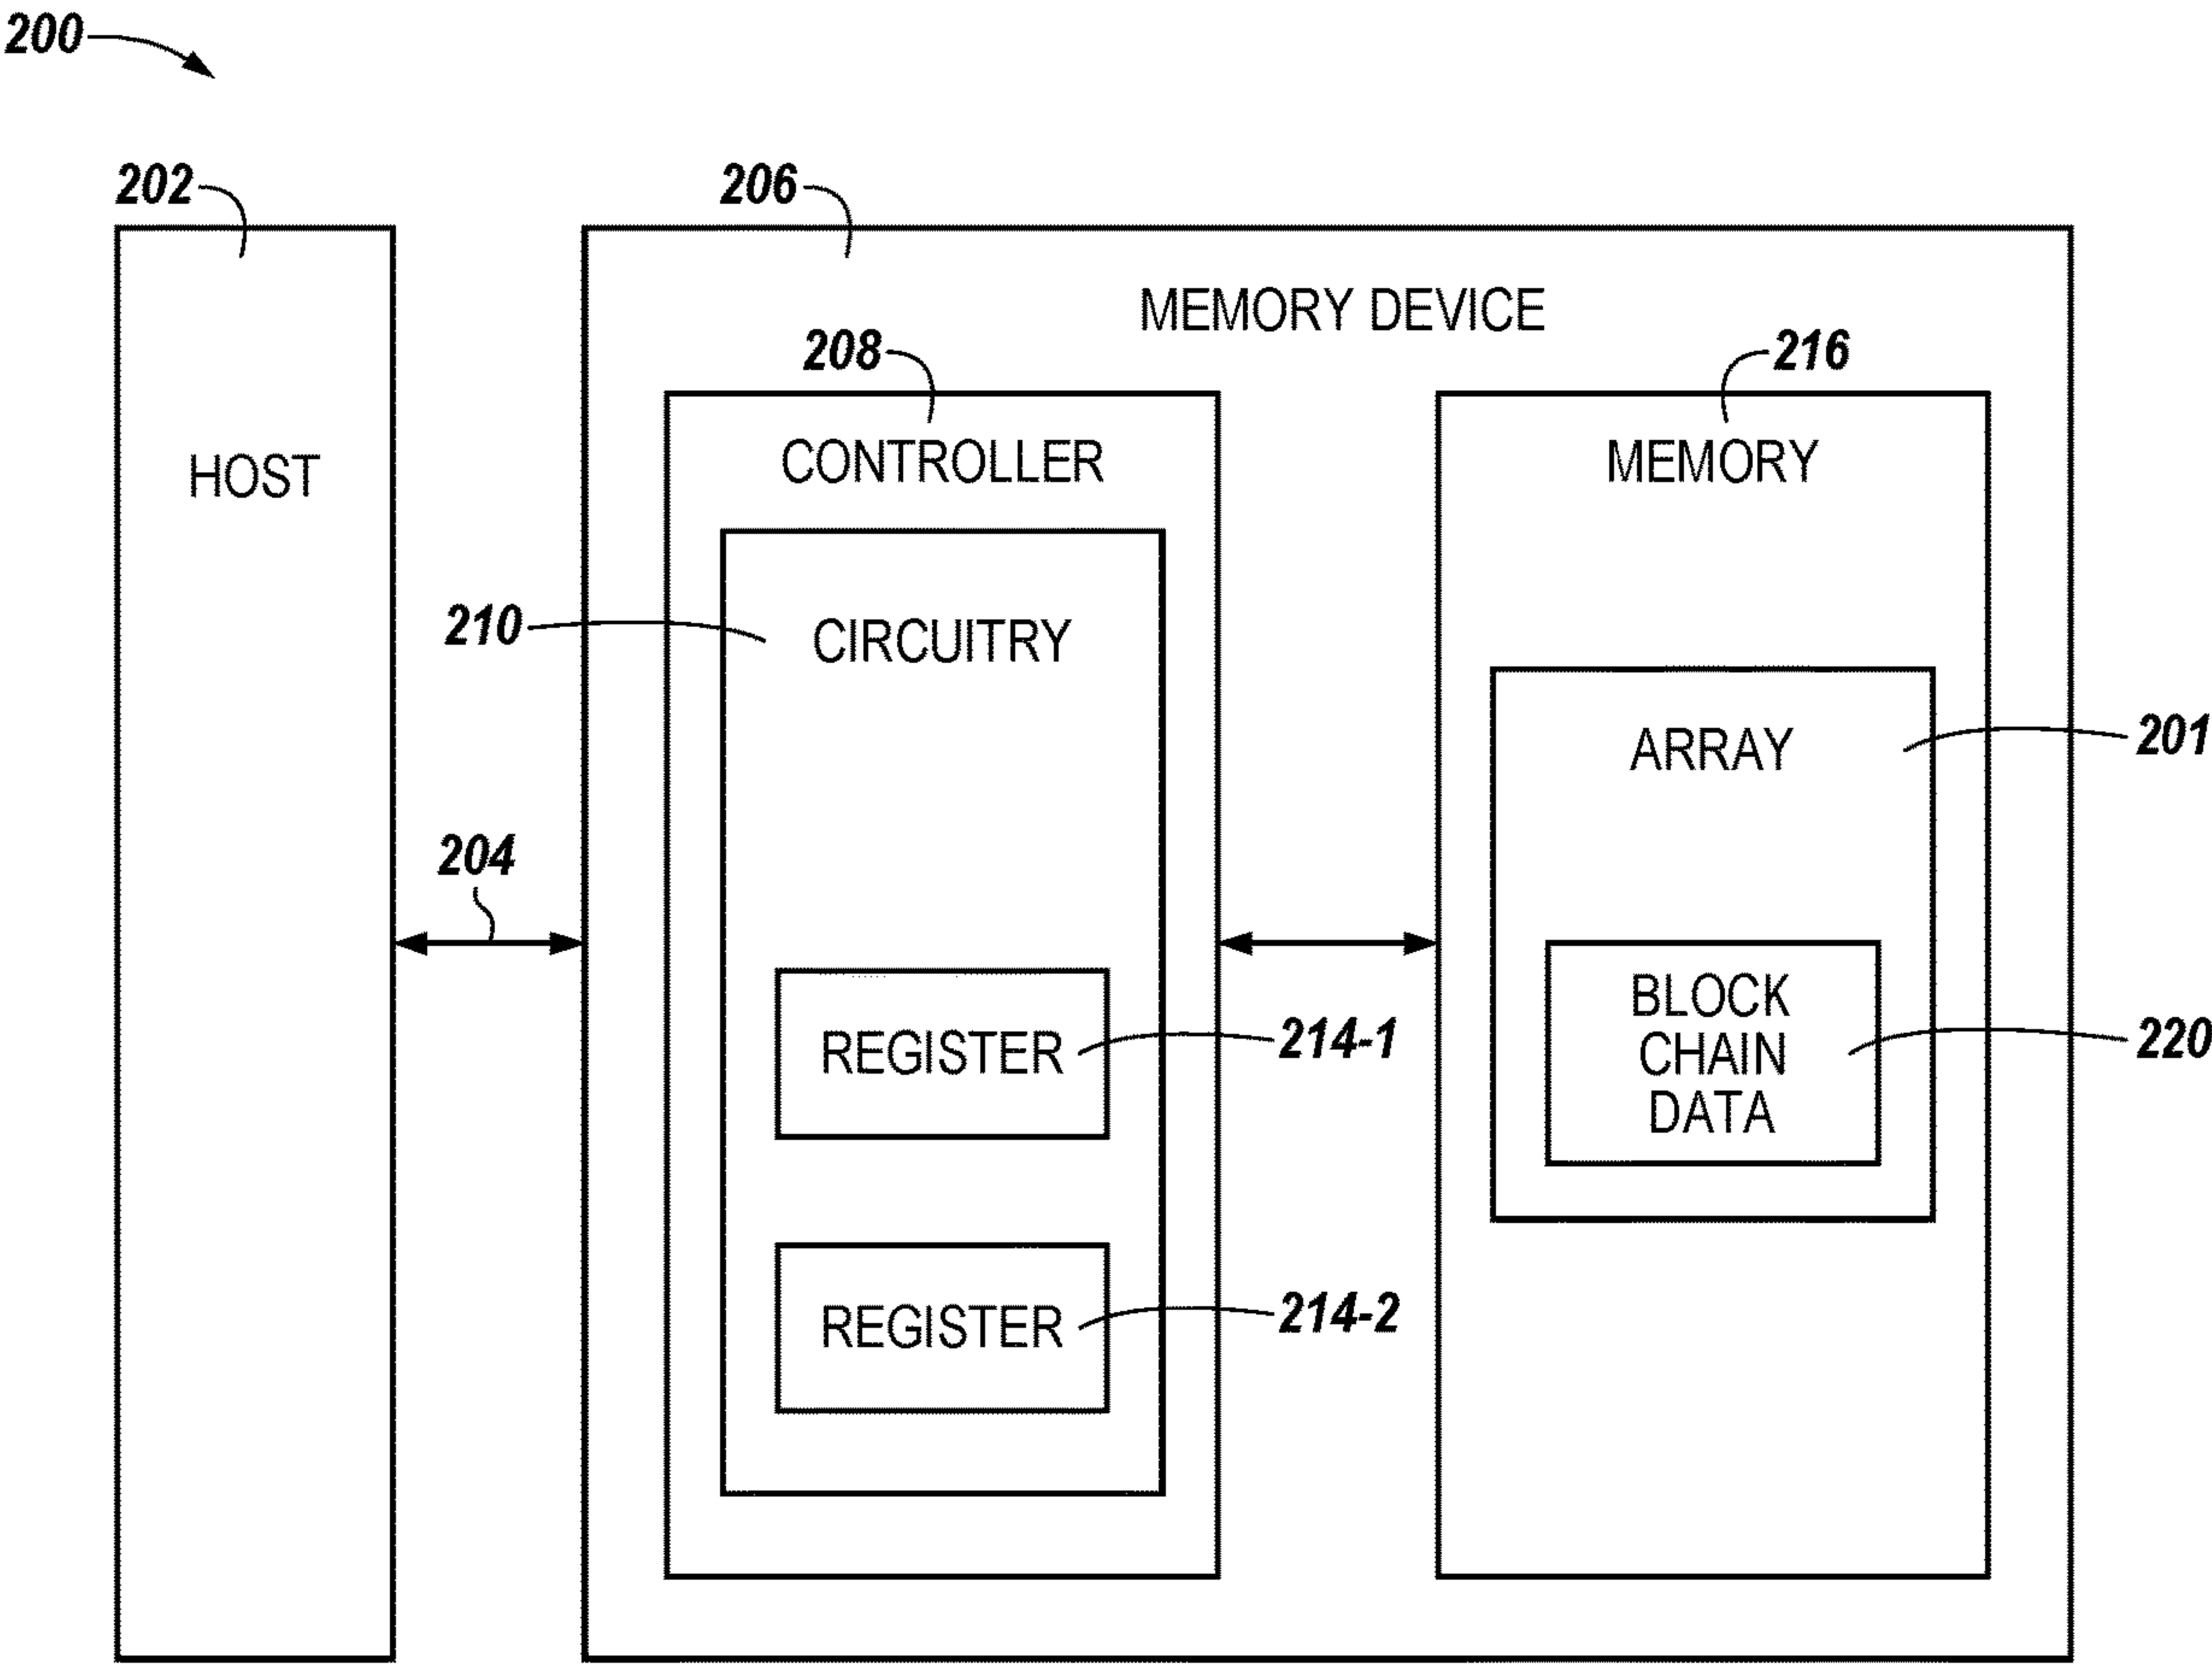 200
202
206
MEMORY DEVICE
208
216
HOST
CONTROLLER
MEMORY
210
CIRCUITRY
ARRAY
201
204
BLOCK
CHAIN
DATA
220
REGISTER
214-1
REGISTER
214-2